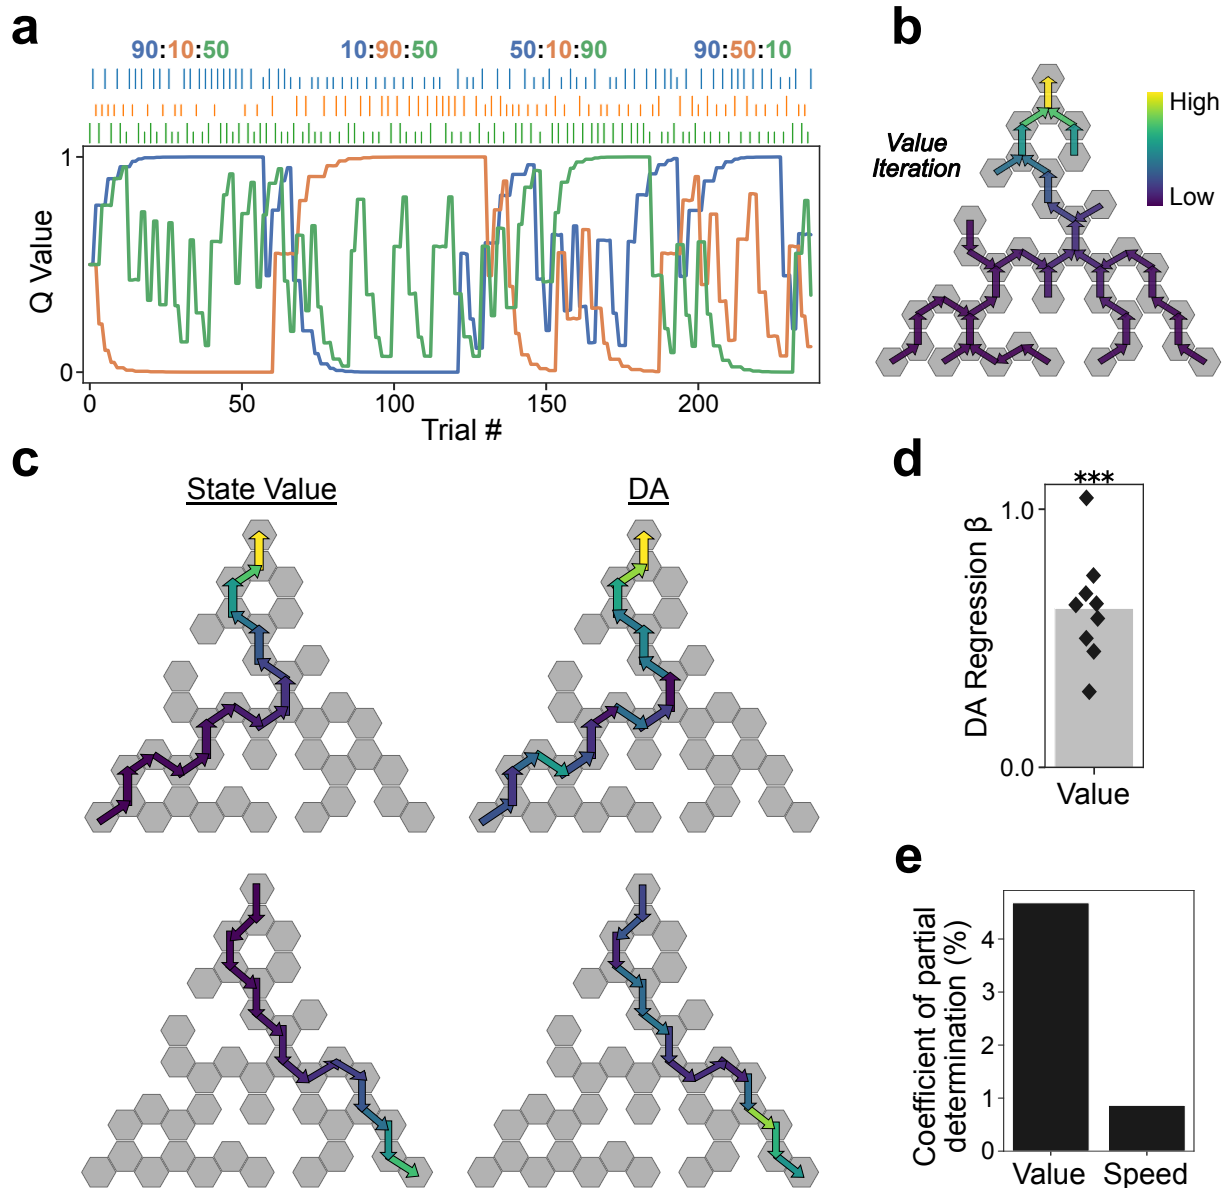 a
90:10:50
10:90:50
50:10:90
90:50:10
1
0
Q Value
0
50
100
150
200
Trial #
b
Value
Iteration
High
Low
c
State Value
DA
d
***
1.0
0.0
DA Regression β
Value
e
4
3
2
1
0
Coefficient of partial
determination (%)
Value
Speed